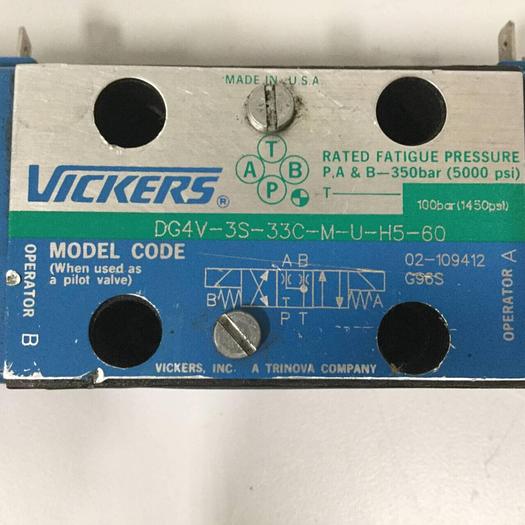 MADE IN U.S.A
VICKERS®
T
A B
P
RATED FATIGUE PRESSURE
P,A & B—350bar (5000 psi)
T
100bar(1450psi)
DG4V-3S-33C-M-U-H5-60
MODEL CODE
(When used as
a pilot valve)
OPERATOR B
A B
B
T
A
P T
02-109412
G96S
OPERATOR A
VICKERS, INC. A TRINOVA COMPANY